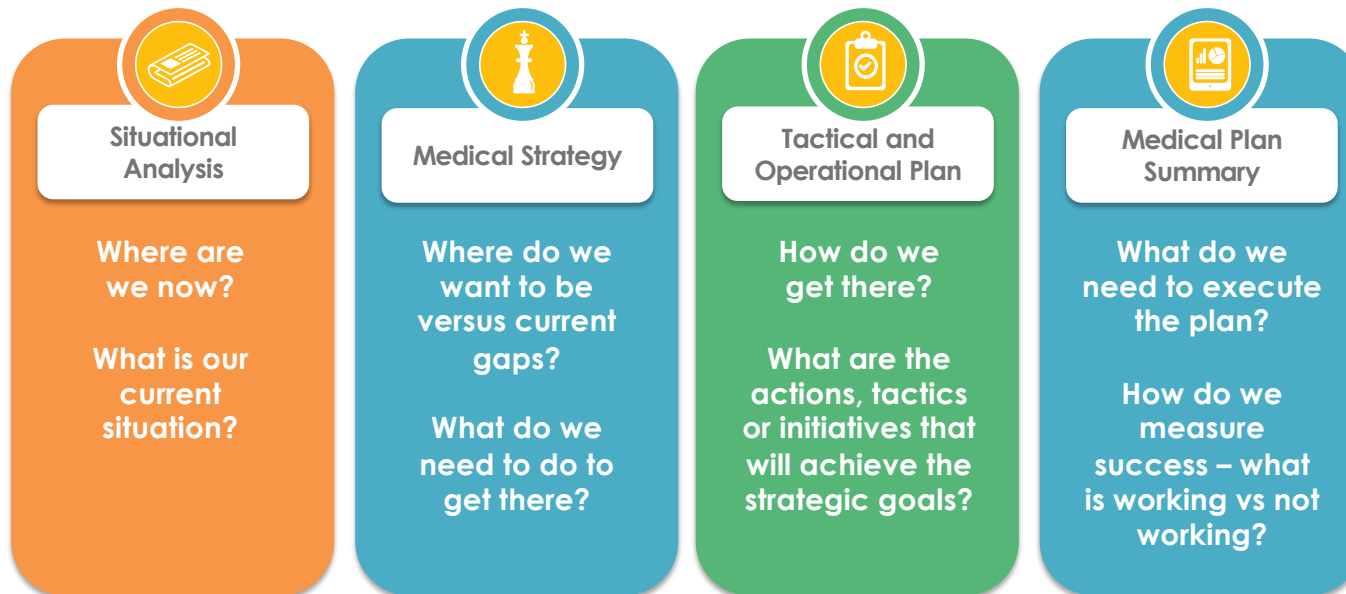 Situational
Analysis
Where are
we now?
What is our
current
situation?
Medical Strategy
Where do we
want to be
versus current
gaps?
What do we
need to do to
get there?
Tactical and
Operational Plan
How do we
get there?
What are the
actions, tactics
or initiatives that
will achieve the
strategic goals?
Medical Plan
Summary
What do we
need to execute
the plan?
How do we
measure
success – what
is working vs not
working?